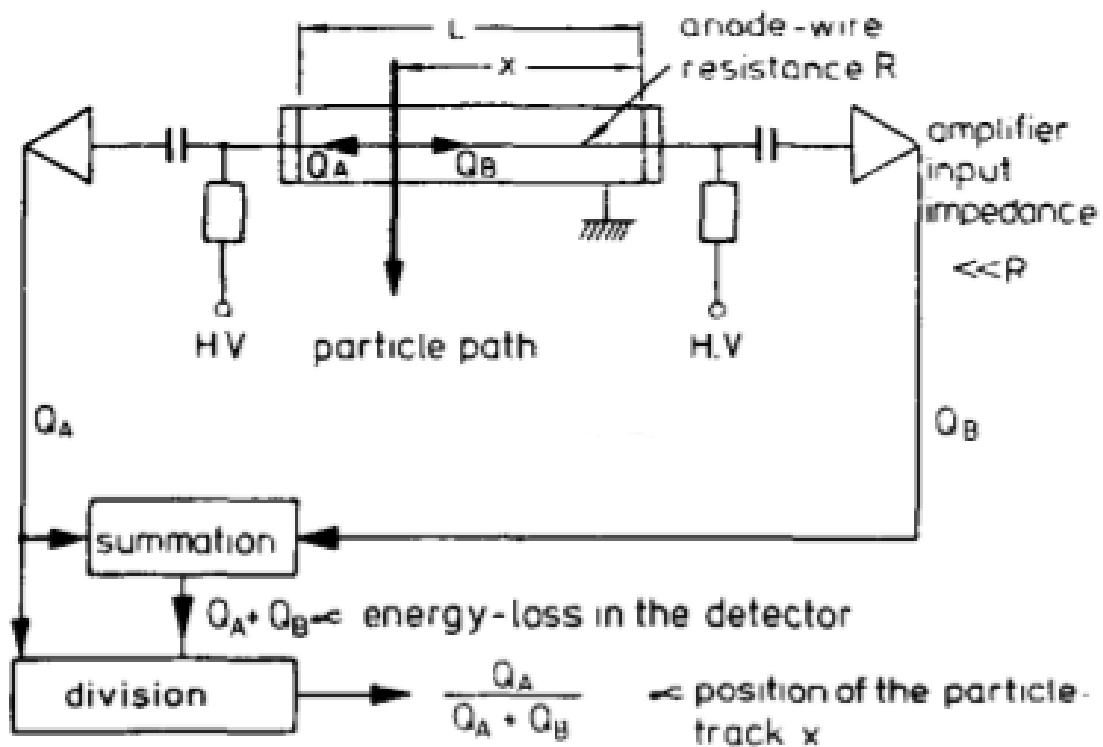 L
anode-wire
x
resistance R
QA
QB
amplifier
input
impedance
<<R
H V
particle path
H.V
QA
QB
summation
QA+ QB ∝ energy-loss in the detector
division
QA
QA + QB
∝ position of the particle-
track x